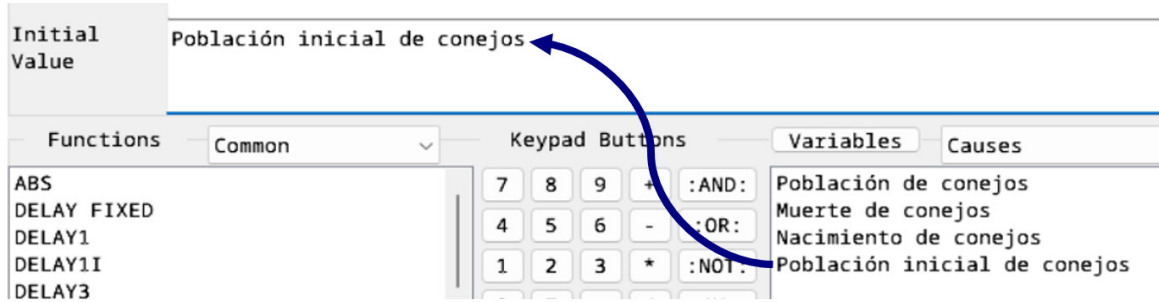 Initial
Value
Población inicial de conejos
Functions
Common
Keypad Buttons
Variables
Causes
ABS
DELAY FIXED
DELAY1
DELAY1I
DELAY3
7 8 9 + :AND:
4 5 6 - :OR:
1 2 3 * :NOT:
Población de conejos
Muerte de conejos
Nacimiento de conejos
Población inicial de conejos